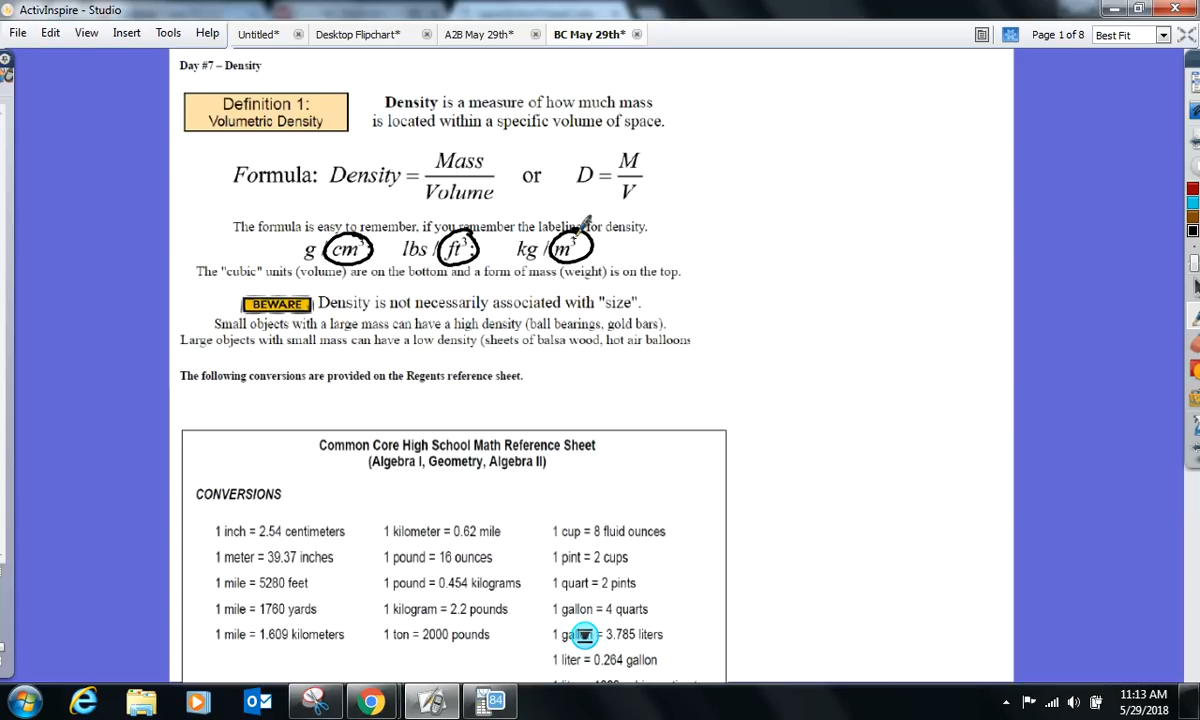 ActivInspire - Studio
File Edit View Insert Tools Help Untitled* Desktop Flipchart* A2B May 29th* BC May 29th* Page 1 of 8 Best Fit
Day #7 – Density
Definition 1:
Volumetric Density
Density is a measure of how much mass
is located within a specific volume of space.
Formula: Density = Mass / Volume or D = M / V
The formula is easy to remember, if you remember the labeling for density.
g / cm³; lbs / ft³; kg / m³
The "cubic" units (volume) are on the bottom and a form of mass (weight) is on the top.
BEWARE Density is not necessarily associated with "size".
Small objects with a large mass can have a high density (ball bearings, gold bars).
Large objects with small mass can have a low density (sheets of balsa wood, hot air balloons
The following conversions are provided on the Regents reference sheet.
Common Core High School Math Reference Sheet
(Algebra I, Geometry, Algebra II)
CONVERSIONS
1 inch = 2.54 centimeters 1 kilometer = 0.62 mile 1 cup = 8 fluid ounces
1 meter = 39.37 inches 1 pound = 16 ounces 1 pint = 2 cups
1 mile = 5280 feet 1 pound = 0.454 kilograms 1 quart = 2 pints
1 mile = 1760 yards 1 kilogram = 2.2 pounds 1 gallon = 4 quarts
1 mile = 1.609 kilometers 1 ton = 2000 pounds 1 gallon = 3.785 liters
1 liter = 0.264 gallon
84
11:13 AM
5/29/2018